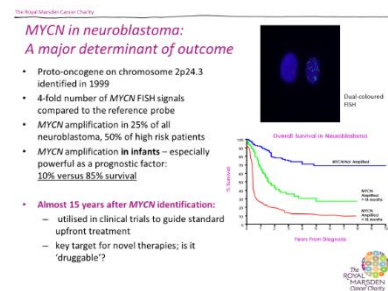 The Royal Marsden Cancer Charity
MYCN in neuroblastoma:
A major determinant of outcome
• Proto-oncogene on chromosome 2p24.3
identified in 1999
• 4-fold number of MYCN FISH signals
compared to the reference probe
• MYCN amplification in 25% of all
neuroblastoma, 50% of high risk patients
• MYCN amplification in infants – especially
powerful as a prognostic factor:
10% versus 85% survival
• Almost 15 years after MYCN identification:
– utilised in clinical trials to guide standard
upfront treatment
– key target for novel therapies; is it
'druggable'?
Dual-coloured
FISH
Overall Survival in Neuroblastoma
% Survival
MYCN Not Amplified
MYCN
Amplified
MYCN
Amplified
Years From Diagnosis
The
ROYAL
MARSDEN
Cancer Charity